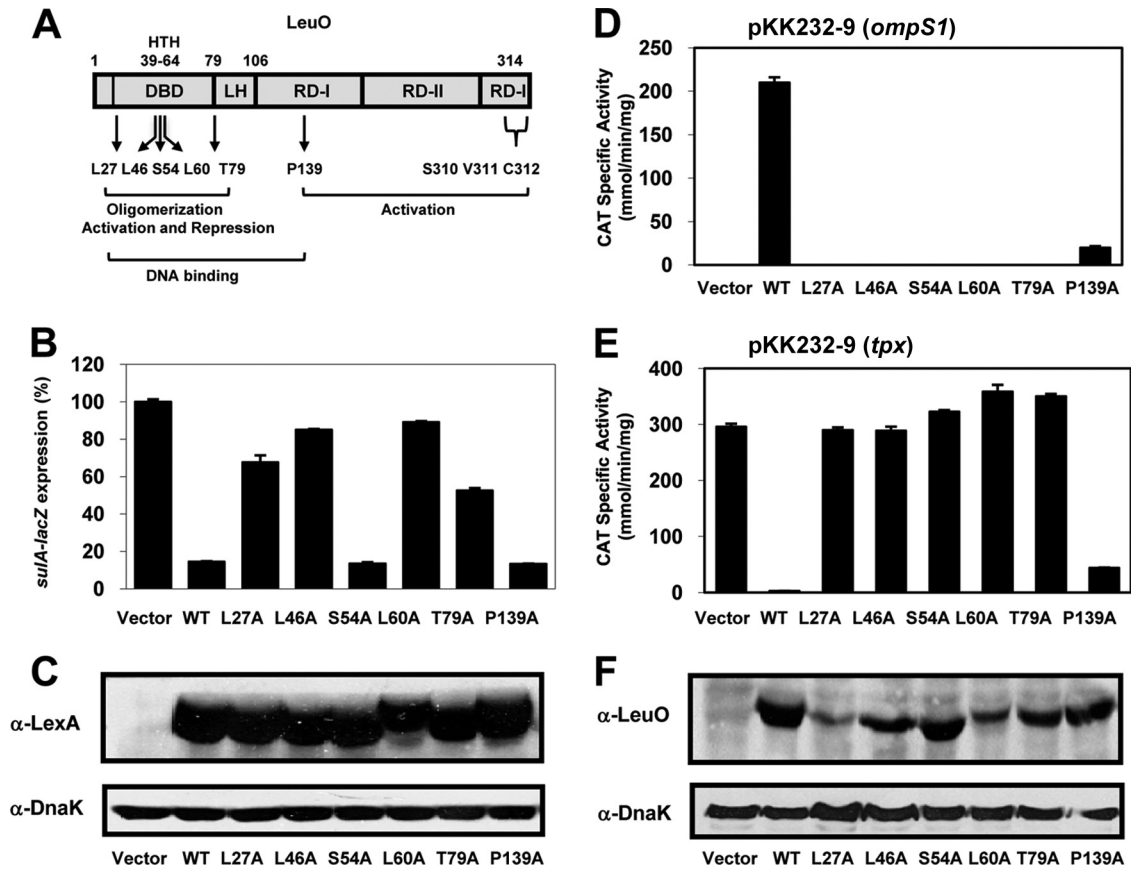 A
LeuO
HTH
1 39-64 79 106 314
DBD LH RD-I RD-II RD-I
L27 L46 S54 L60 T79 P139 S310 V311 C312
Oligomerization
Activation and Repression
Activation
DNA binding
B
sulA-lacZ expression (%)
120
100
80
60
40
20
0
Vector WT L27A L46A S54A L60A T79A P139A
C
α-LexA
α-DnaK
Vector WT L27A L46A S54A L60A T79A P139A
D
pKK232-9 (ompS1)
CAT Specific Activity
(mmol/min/mg)
250
200
150
100
50
0
Vector WT L27A L46A S54A L60A T79A P139A
E
pKK232-9 (tpx)
CAT Specific Activity
(mmol/min/mg)
400
300
200
100
0
Vector WT L27A L46A S54A L60A T79A P139A
F
α-LeuO
α-DnaK
Vector WT L27A L46A S54A L60A T79A P139A